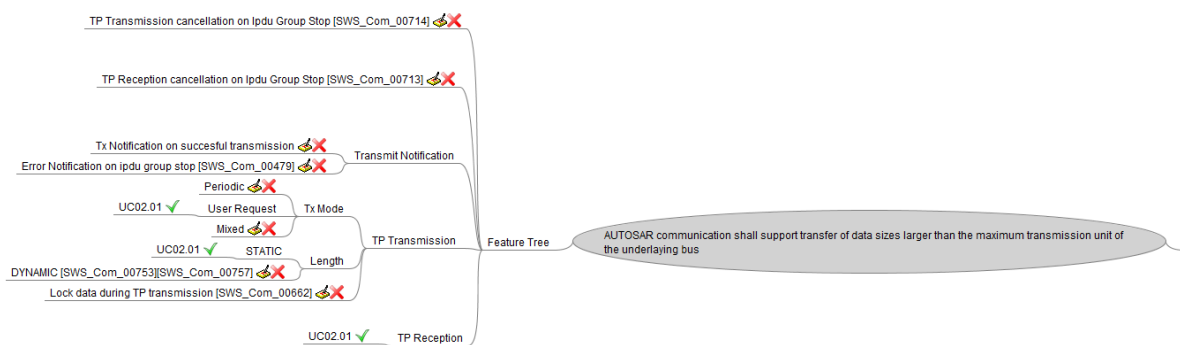 TP Transmission cancellation on Ipdu Group Stop [SWS_Com_00714]
TP Reception cancellation on Ipdu Group Stop [SWS_Com_00713]
Tx Notification on succesful transmission
Error Notification on ipdu group stop [SWS_Com_00479]
Transmit Notification
Periodic
UC02.01
User Request
Mixed
Tx Mode
UC02.01
STATIC
DYNAMIC [SWS_Com_00753][SWS_Com_00757]
Length
Lock data during TP transmission [SWS_Com_00662]
TP Transmission
UC02.01
TP Reception
Feature Tree
AUTOSAR communication shall support transfer of data sizes larger than the maximum transmission unit of
the underlaying bus